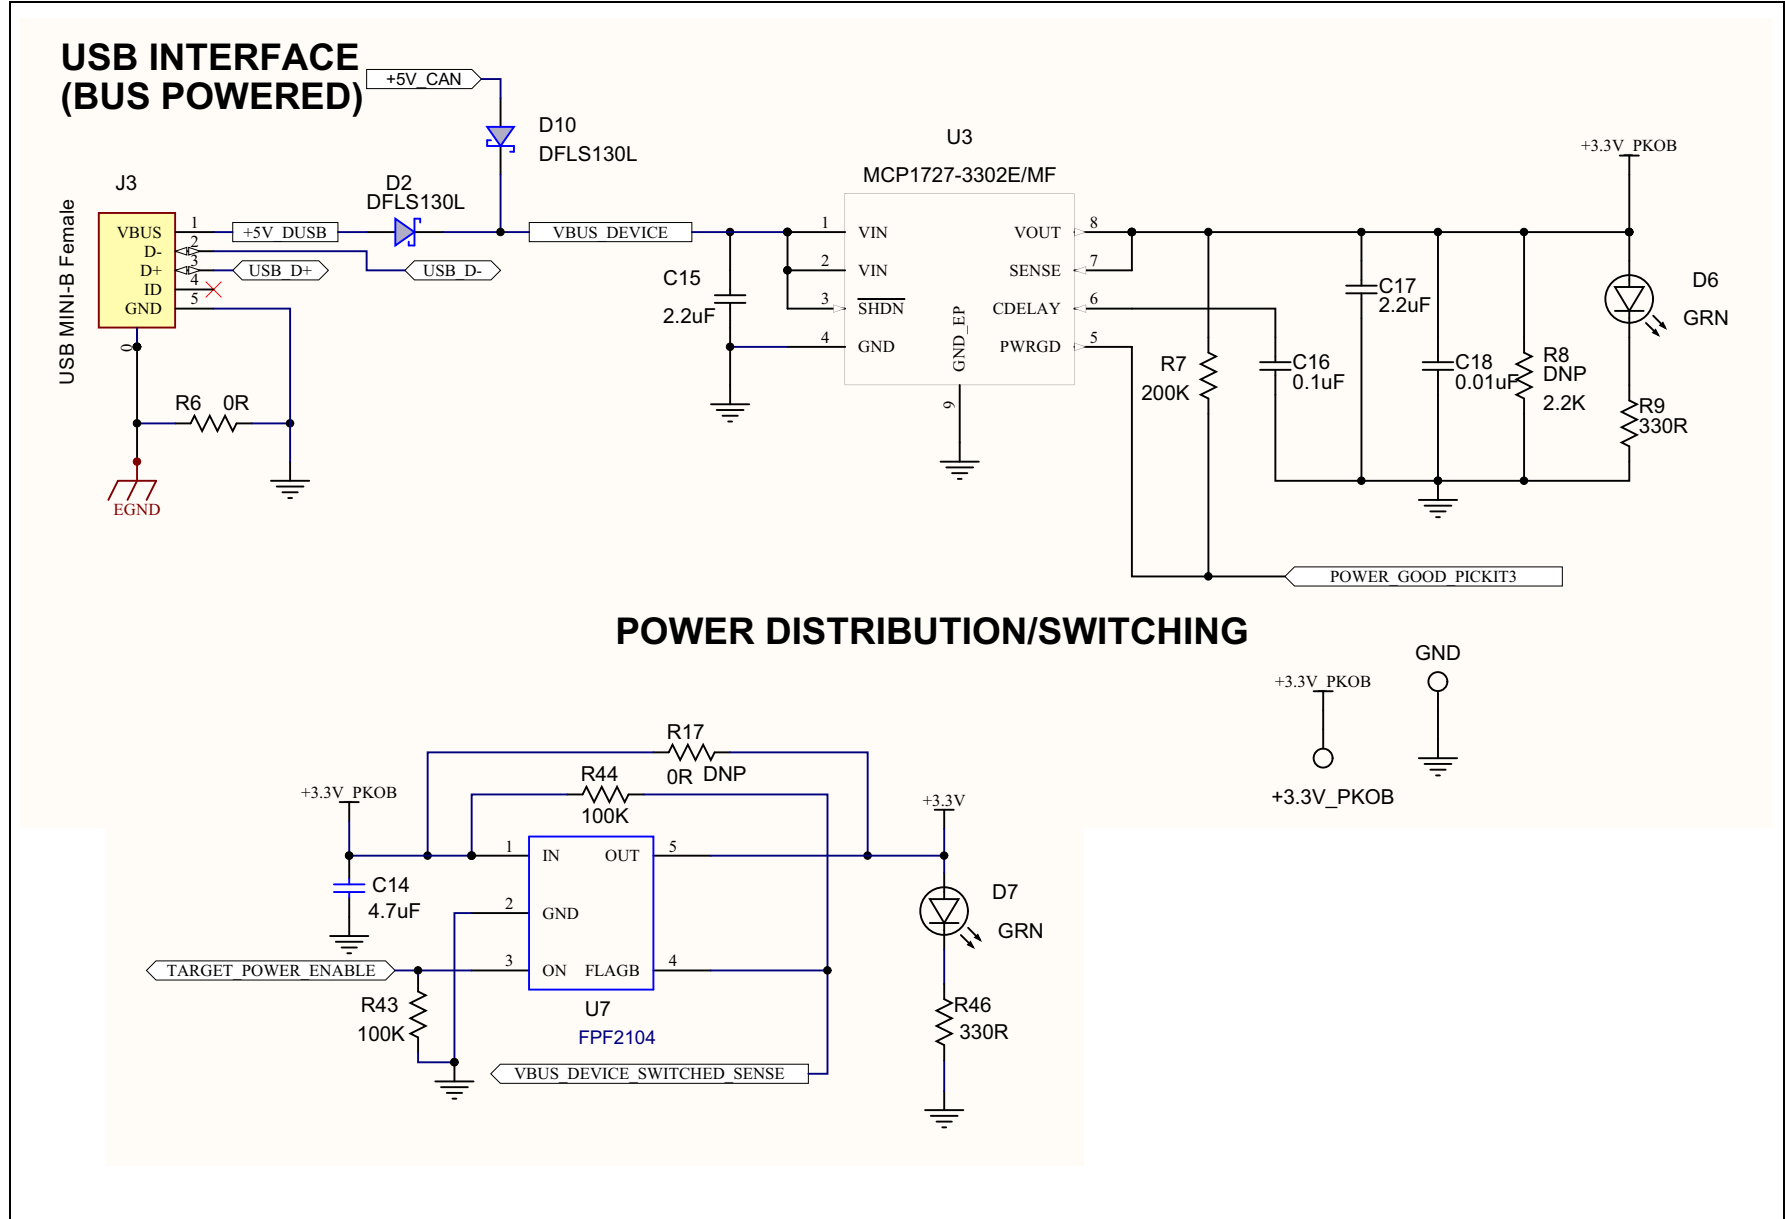 USB INTERFACE
(BUS POWERED)
+5V_CAN
D10
DFLS130L
J3
USB MINI-B Female
VBUS
D-
D+
ID
GND
1
2
3
4
5
0
+5V_DUSB
USB_D+
USB_D-
D2
DFLS130L
VBUS_DEVICE
R6 0R
EGND
C15
2.2uF
U3
MCP1727-3302E/MF
1 VIN
2 VIN
3 SHDN
4 GND
GND_EP
9
VOUT 8
SENSE 7
CDELAY 6
PWRGD 5
R7
200K
C16
0.1uF
C17
2.2uF
C18
0.01uF
R8
DNP
2.2K
+3.3V_PKOB
D6
GRN
R9
330R
POWER_GOOD_PICKIT3
POWER DISTRIBUTION/SWITCHING
GND
+3.3V_PKOB
+3.3V_PKOB
R17
0R DNP
R44
100K
+3.3V_PKOB
+3.3V
C14
4.7uF
1 IN
2 GND
3 ON
OUT 5
FLAGB 4
U7
FPF2104
TARGET_POWER_ENABLE
R43
100K
VBUS_DEVICE_SWITCHED_SENSE
D7
GRN
R46
330R